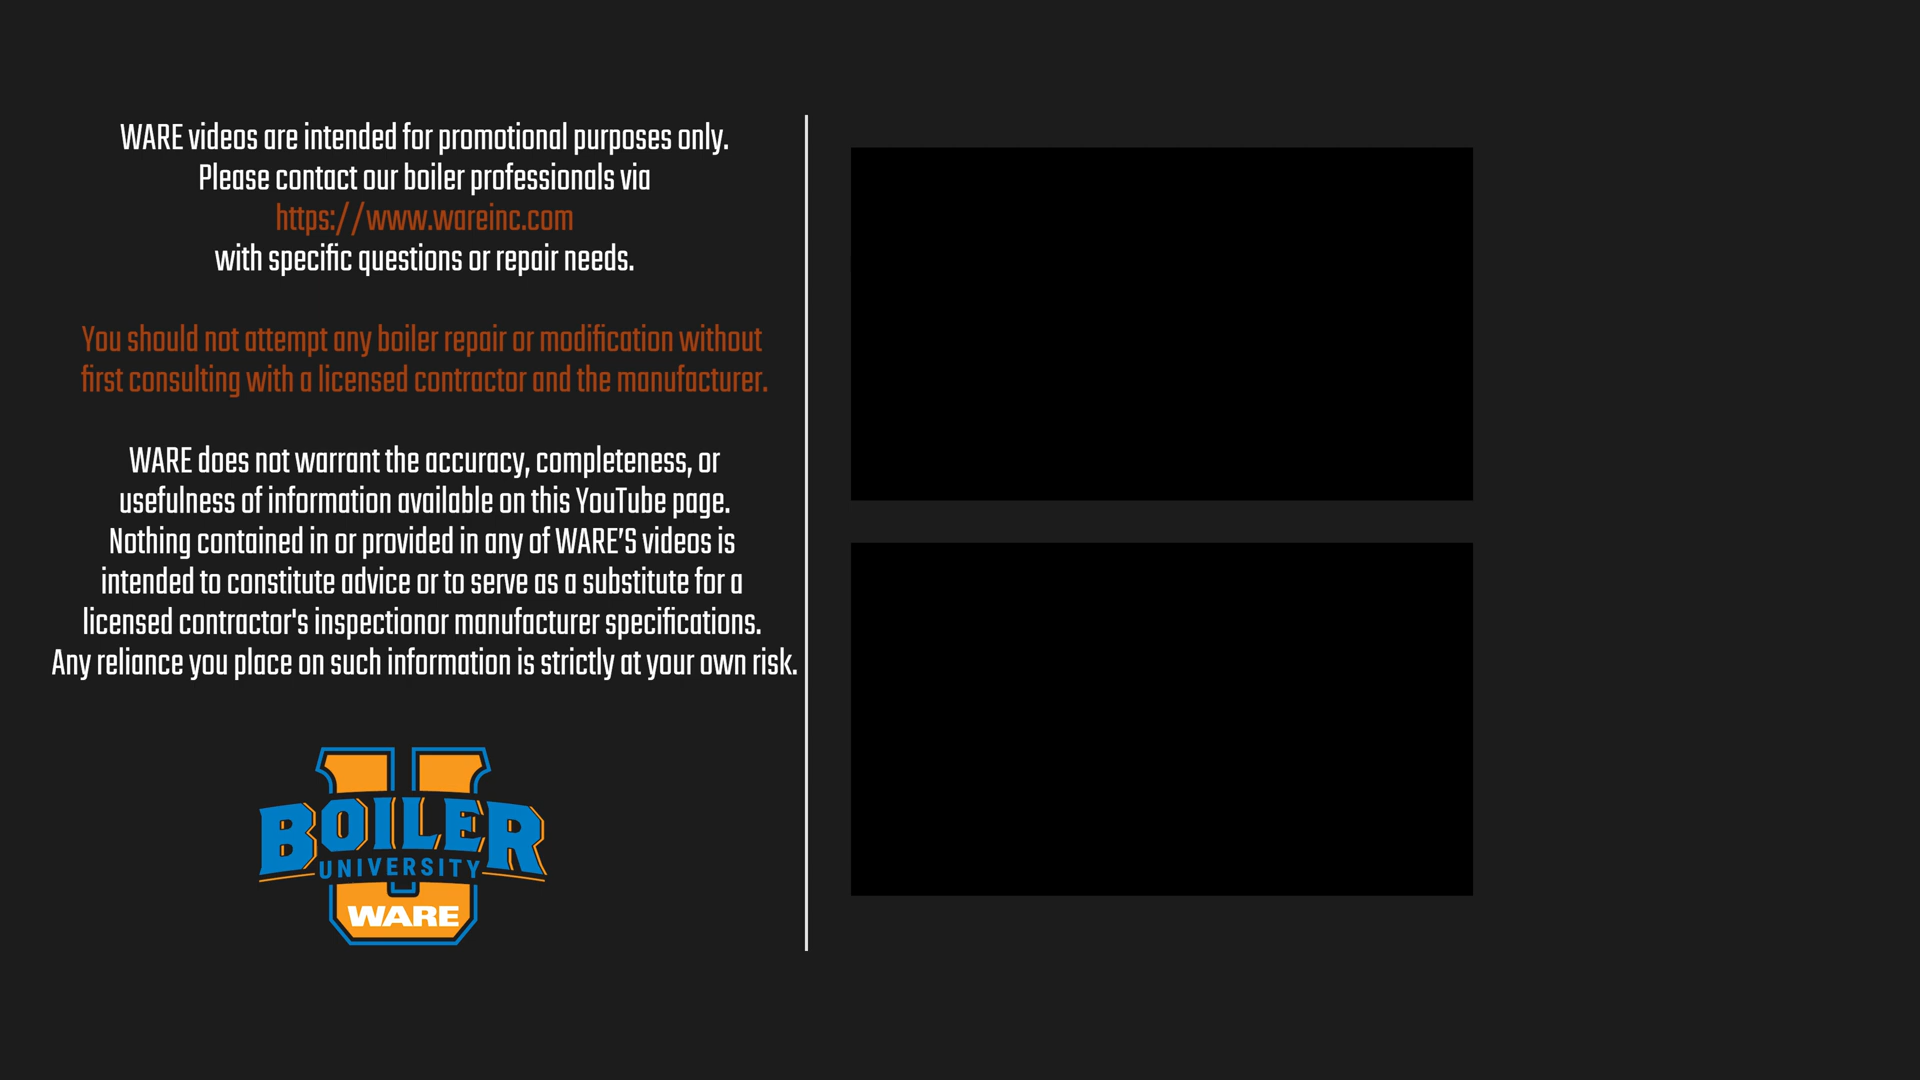 WARE videos are intended for promotional purposes only.
Please contact our boiler professionals via
https://www.wareinc.com
with specific questions or repair needs.
You should not attempt any boiler repair or modification without
first consulting with a licensed contractor and the manufacturer.
WARE does not warrant the accuracy, completeness, or
usefulness of information available on this YouTube page.
Nothing contained in or provided in any of WARE'S videos is
intended to constitute advice or to serve as a substitute for a
licensed contractor's inspectionor manufacturer specifications.
Any reliance you place on such information is strictly at your own risk.
U
BOILER
UNIVERSITY
WARE